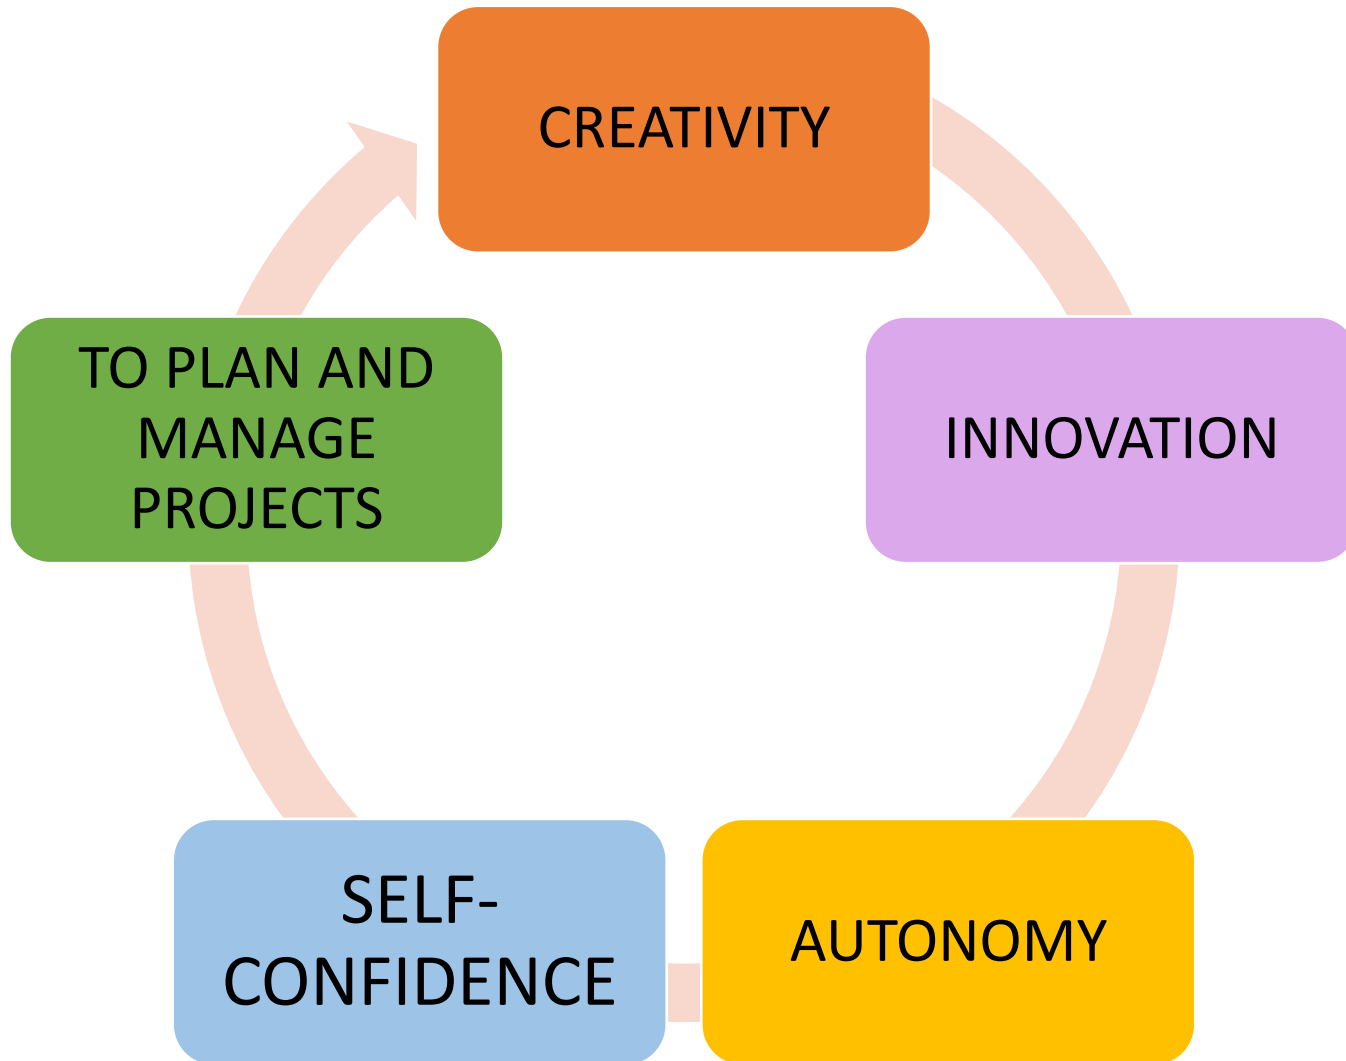 CREATIVITY
INNOVATION
AUTONOMY
SELF-
CONFIDENCE
TO PLAN AND
MANAGE
PROJECTS